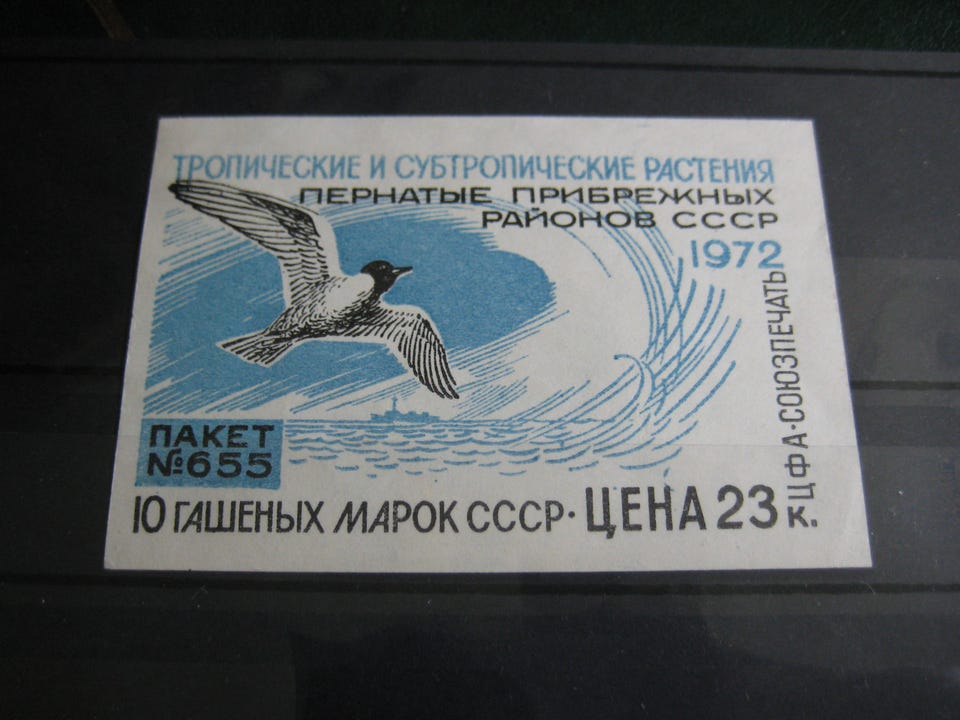 ТРОПИЧЕСКИЕ И СУБТРОПИЧЕСКИЕ РАСТЕНИЯ
ПЕРНАТЫЕ ПРИБРЕЖНЫХ
РАЙОНОВ СССР
1972
ЦФА·СОЮЗПЕЧАТЬ
ПАКЕТ
№655
10 ГАШЕНЫХ МАРОК СССР·ЦЕНА 23 к.